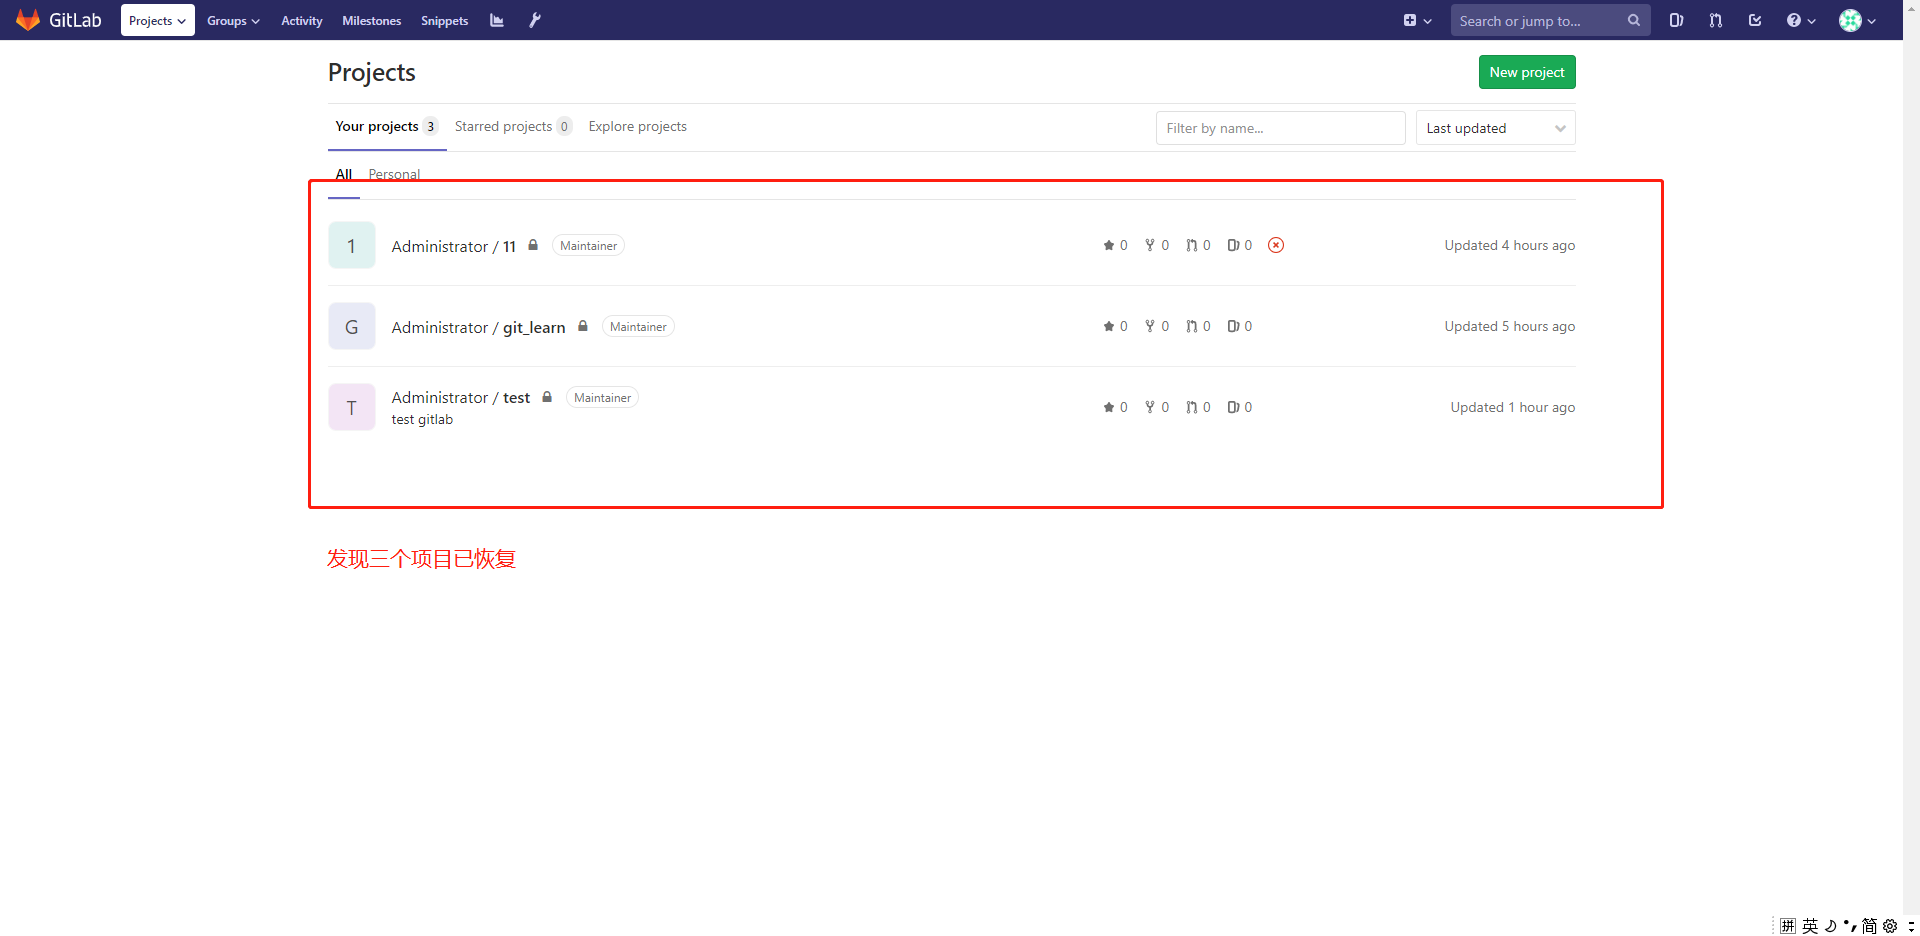 GitLab Projects Groups Activity Milestones Snippets Search or jump to...
Projects New project
Your projects 3 Starred projects 0 Explore projects Filter by name... Last updated
All Personal
1 Administrator / 11 Maintainer 0 0 0 0 Updated 4 hours ago
G Administrator / git_learn Maintainer 0 0 0 0 Updated 5 hours ago
T Administrator / test Maintainer 0 0 0 0 Updated 1 hour ago
test gitlab
发现三个项目已恢复
拼 英 简